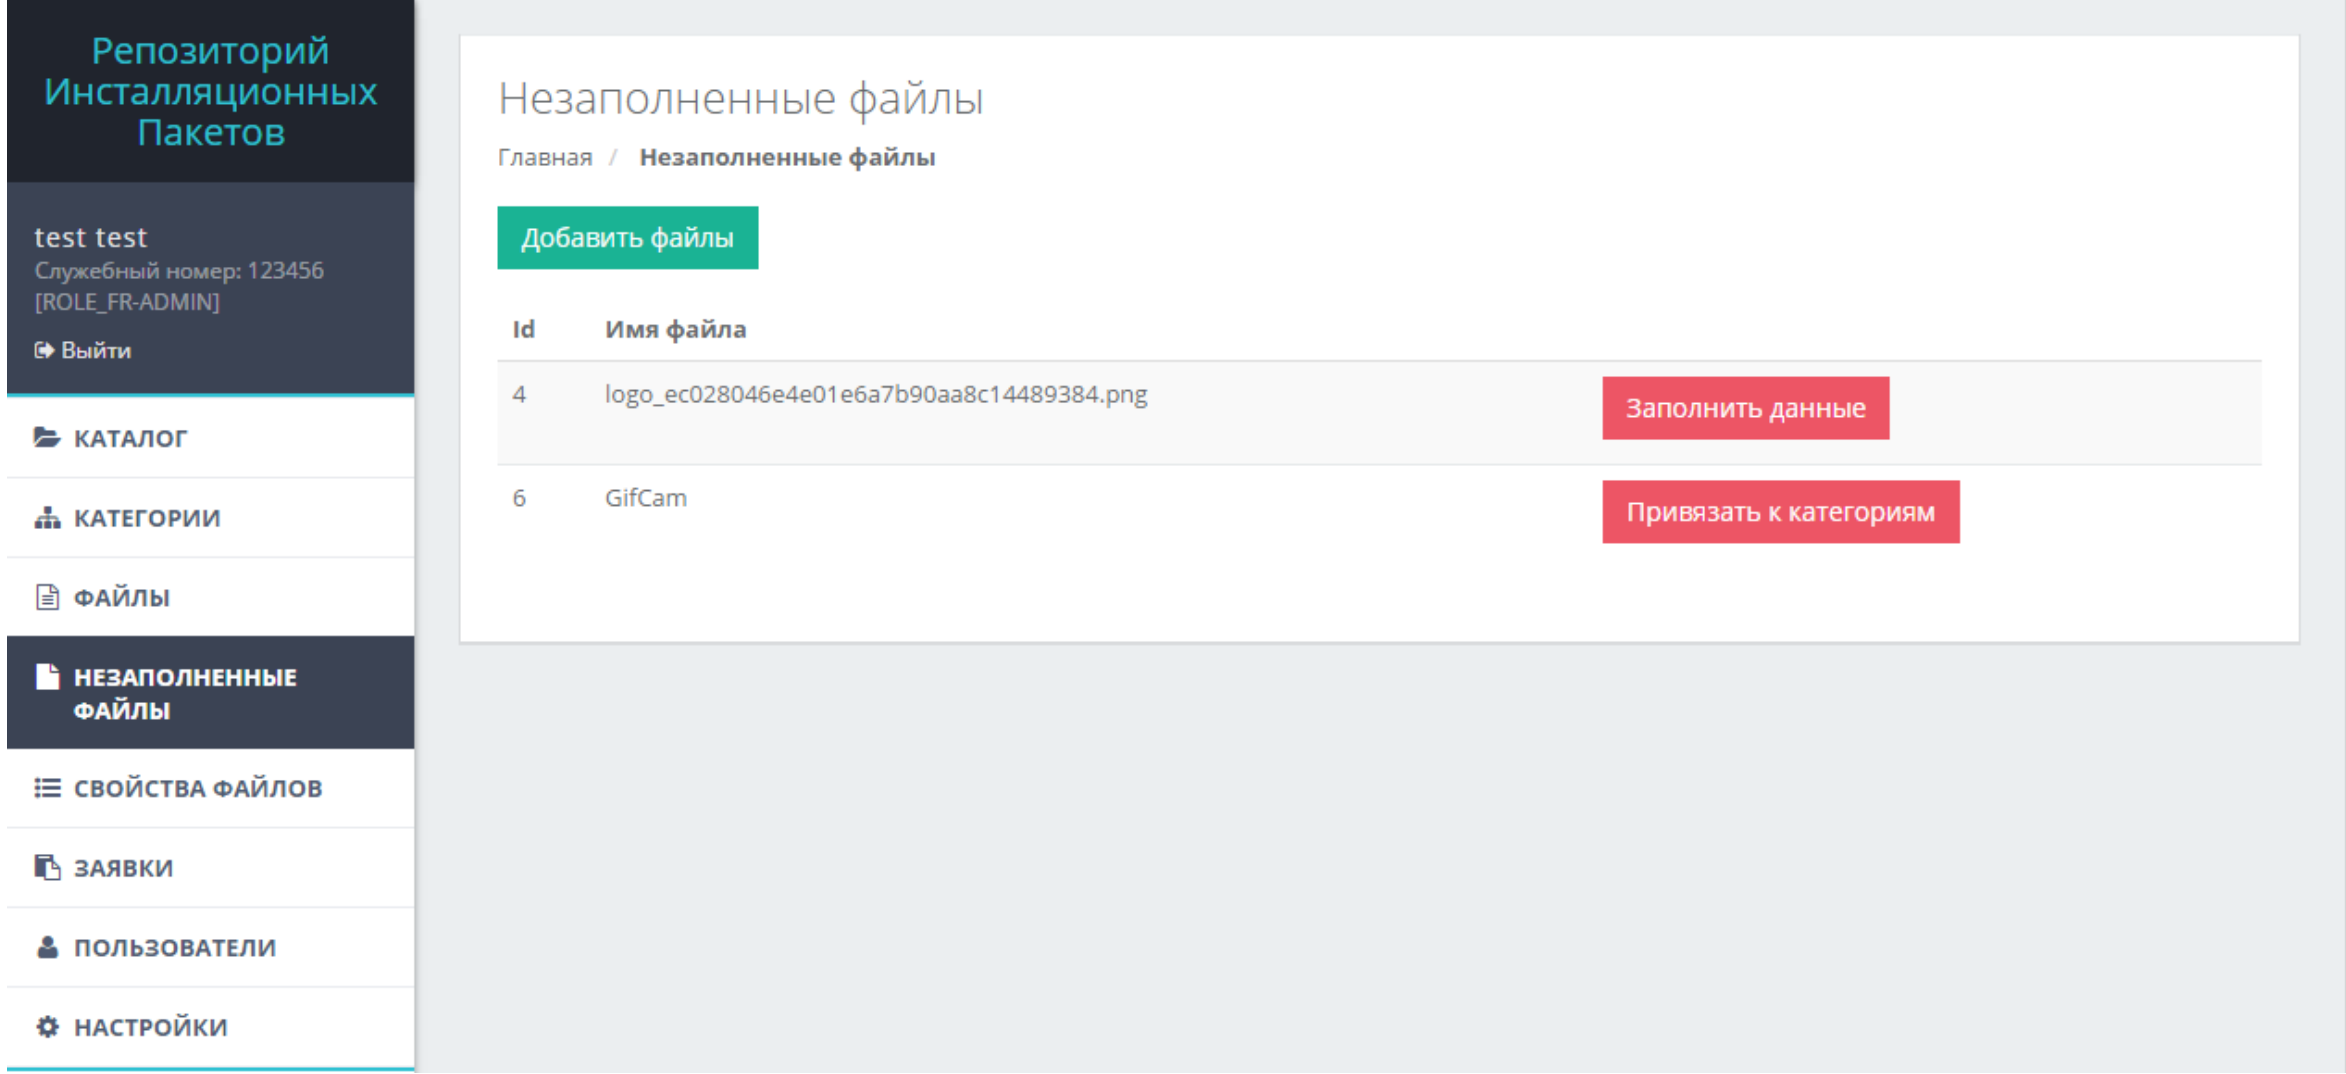 Репозиторий
Инсталляционных
Пакетов
test test
Служебный номер: 123456
[ROLE_FR-ADMIN]
Выйти
КАТАЛОГ
КАТЕГОРИИ
ФАЙЛЫ
НЕЗАПОЛНЕННЫЕ
ФАЙЛЫ
СВОЙСТВА ФАЙЛОВ
ЗАЯВКИ
ПОЛЬЗОВАТЕЛИ
НАСТРОЙКИ
Незаполненные файлы
Главная / Незаполненные файлы
Добавить файлы
Id Имя файла
4 logo_ec028046e4e01e6a7b90aa8c14489384.png Заполнить данные
6 GifCam Привязать к категориям